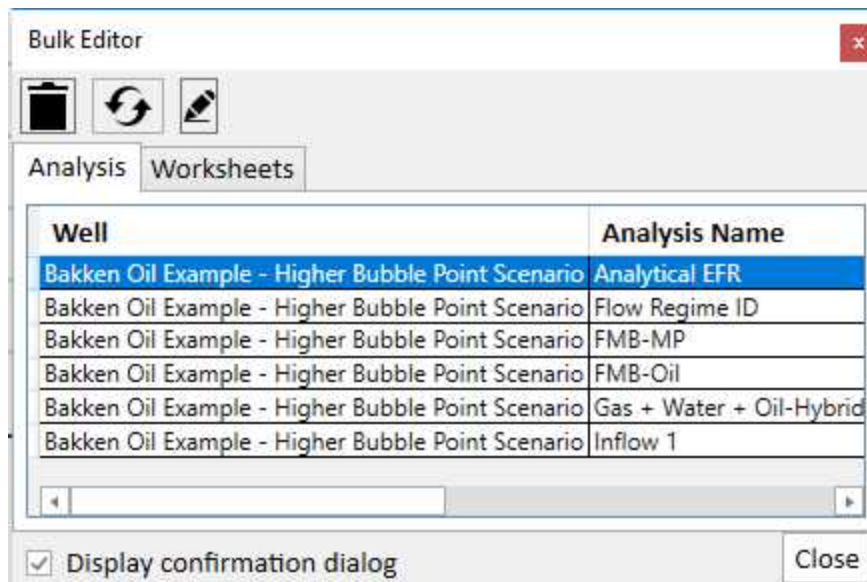 Bulk Editor
Analysis Worksheets
Well Analysis Name
Bakken Oil Example - Higher Bubble Point Scenario Analytical EFR
Bakken Oil Example - Higher Bubble Point Scenario Flow Regime ID
Bakken Oil Example - Higher Bubble Point Scenario FMB-MP
Bakken Oil Example - Higher Bubble Point Scenario FMB-Oil
Bakken Oil Example - Higher Bubble Point Scenario Gas + Water + Oil-Hybrid
Bakken Oil Example - Higher Bubble Point Scenario Inflow 1
Display confirmation dialog Close